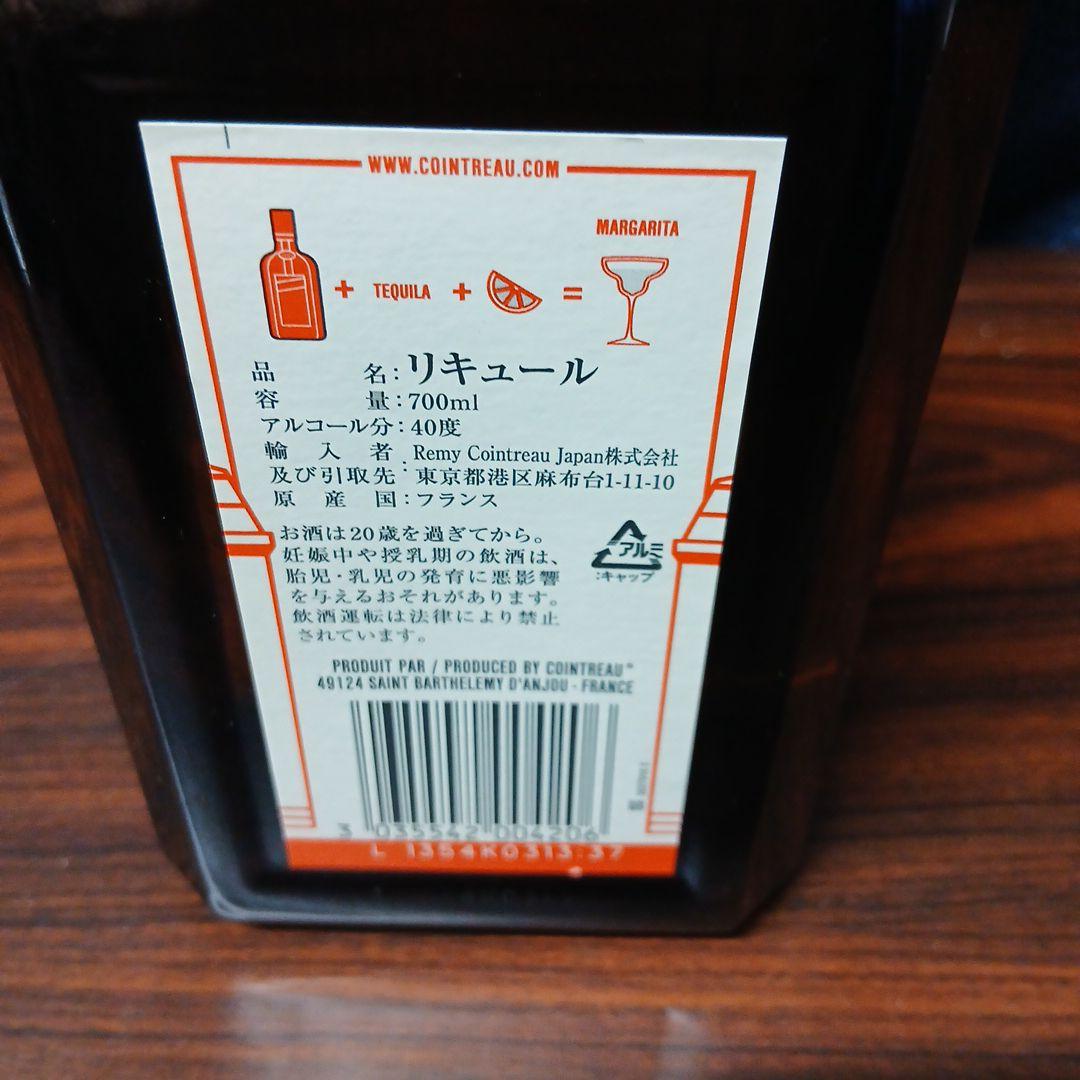 WWW.COINTREAU.COM
MARGARITA
+ TEQUILA + =
品 名：リキュール
容 量：700ml
アルコール分：40度
輸 入 者 : Remy Cointreau Japan株式会社
及び引取先 東京都港区麻布台1-11-10
原 産 国：フランス
お酒は20歳を過ぎてから。
妊娠中や授乳期の飲酒は、
胎児・乳児の発育に悪影響
を与えるおそれがあります。
飲酒運転は法律により禁止
されています。
アルミ
:キャップ
PRODUIT PAR / PRODUCED BY COINTREAU
49124 SAINT BARTHELEMY D'ANJOU - FRANCE
3 035542 004206
L 1354K0313:37